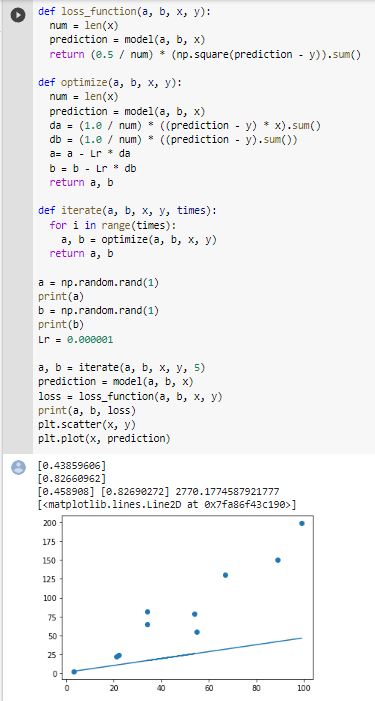 def loss_function(a, b, x, y):
  num = len(x)
  prediction = model(a, b, x)
  return (0.5 / num) * (np.square(prediction - y)).sum()

def optimize(a, b, x, y):
  num = len(x)
  prediction = model(a, b, x)
  da = (1.0 / num) * ((prediction - y) * x).sum()
  db = (1.0 / num) * ((prediction - y).sum())
  a= a - Lr * da
  b = b - Lr * db
  return a, b

def iterate(a, b, x, y, times):
  for i in range(times):
    a, b = optimize(a, b, x, y)
  return a, b

a = np.random.rand(1)
print(a)
b = np.random.rand(1)
print(b)
Lr = 0.000001

a, b = iterate(a, b, x, y, 5)
prediction = model(a, b, x)
loss = loss_function(a, b, x, y)
print(a, b, loss)
plt.scatter(x, y)
plt.plot(x, prediction)

[0.43859606]
[0.82660962]
[0.458908] [0.82690272] 2770.1774587921777
[<matplotlib.lines.Line2D at 0x7fa86f43c190>]
200
175
150
125
100
75
50
25
0
0 20 40 60 80 100